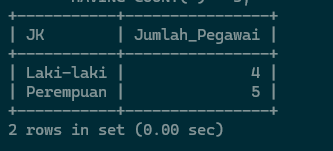 +-----------+----------------+
| JK        | Jumlah_Pegawai |
+-----------+----------------+
| Laki-laki |              4 |
| Perempuan |              5 |
+-----------+----------------+
2 rows in set (0.00 sec)